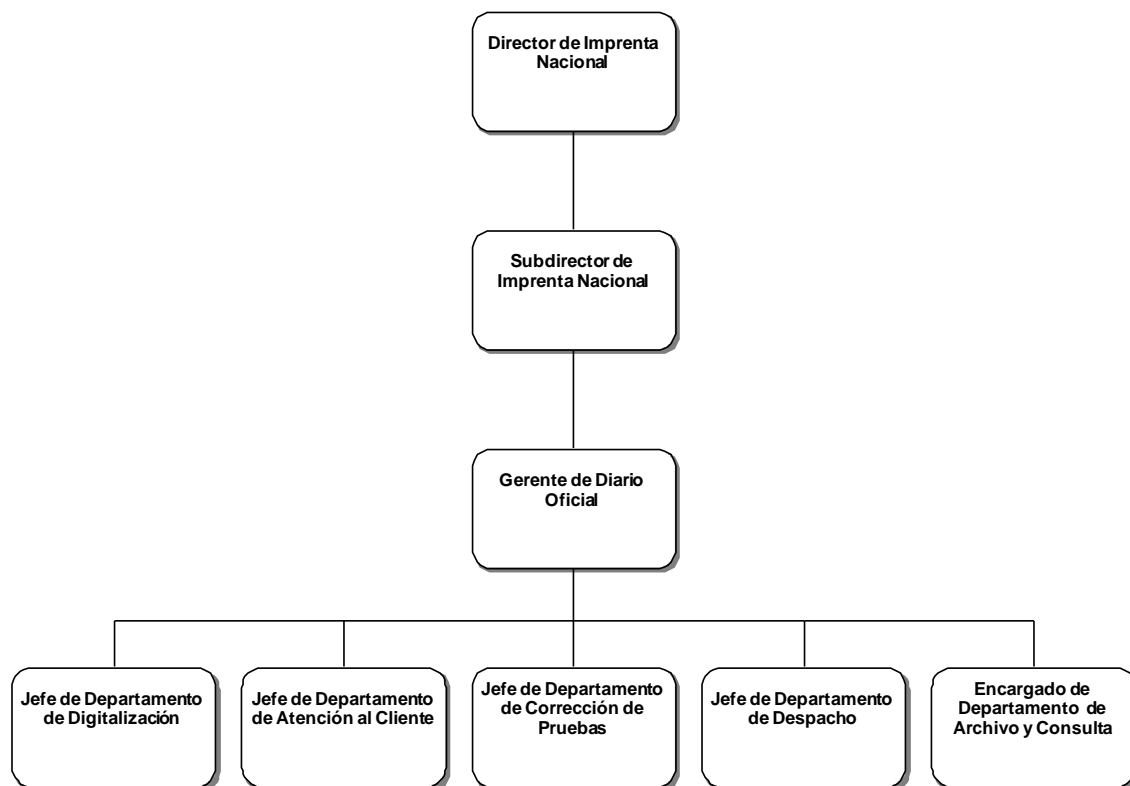 Director de Imprenta
Nacional
Subdirector de
Imprenta Nacional
Gerente de Diario
Oficial
Jefe de Departamento
de Digitalización
Jefe de Departamento
de Atención al Cliente
Jefe de Departamento
de Corrección de
Pruebas
Jefe de Departamento
de Despacho
Encargado de
Departamento de
Archivo y Consulta